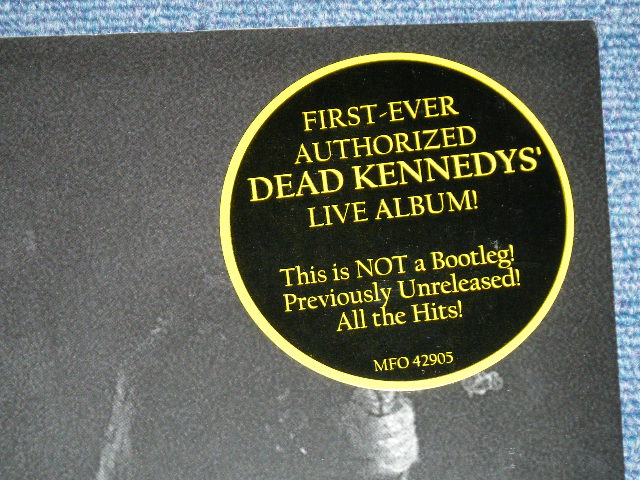 FIRST-EVER
AUTHORIZED
DEAD KENNEDYS'
LIVE ALBUM!
This is NOT a Bootleg!
Previously Unreleased!
All the Hits!
MFO 42905